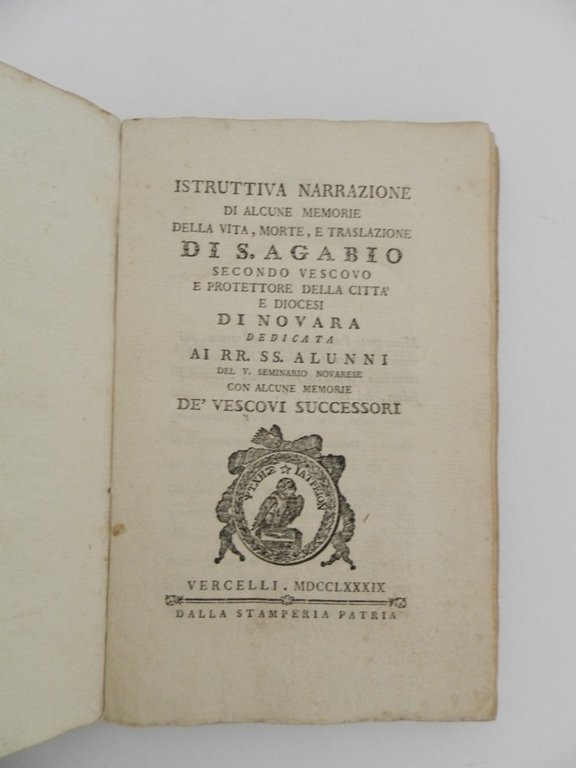 ISTRUTTIVA NARRAZIONE
DI ALCUNE MEMORIE
DELLA VITA, MORTE, E TRASLAZIONE
DI S. AGABIO
SECONDO VESCOVO
E PROTETTORE DELLA CITTA'
E DIOCESI
DI NOVARA
DEDICATA
AI RR. SS. ALUNNI
DEL V. SEMINARIO NOVARESE
CON ALCUNE MEMORIE
DE' VESCOVI SUCCESSORI
ΨΥΧΗΣ ☆ ΙΑΤΡΕΙΟΝ
VERCELLI. MDCCLXXXIX
DALLA STAMPERIA PATRIA